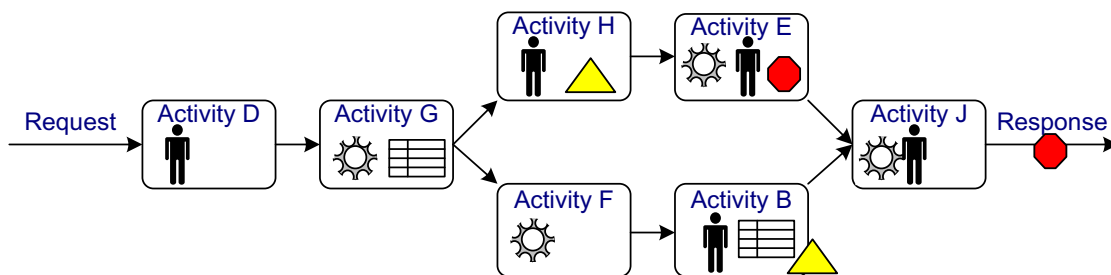 Request
Activity D
Activity G
Activity H
Activity E
Activity F
Activity B
Activity J
Response